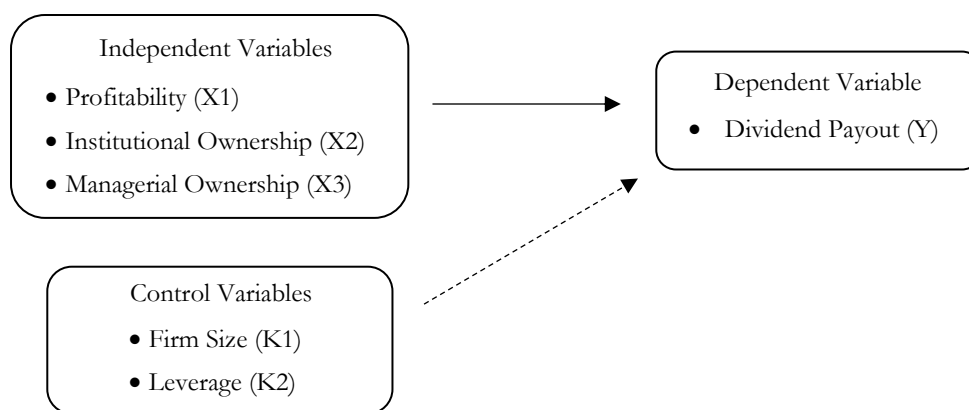 Independent Variables
• Profitability (X1)
• Institutional Ownership (X2)
• Managerial Ownership (X3)
Dependent Variable
• Dividend Payout (Y)
Control Variables
• Firm Size (K1)
• Leverage (K2)